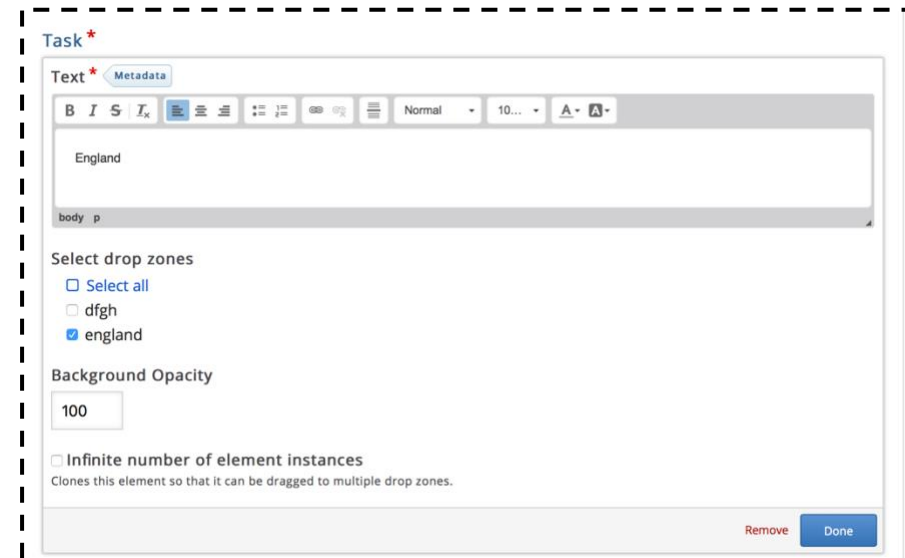 Task *
Text * Metadata
B I S Ix Normal 10... A A
England
body p
Select drop zones
Select all
dfgh
england
Background Opacity
100
Infinite number of element instances
Clones this element so that it can be dragged to multiple drop zones.
Remove Done